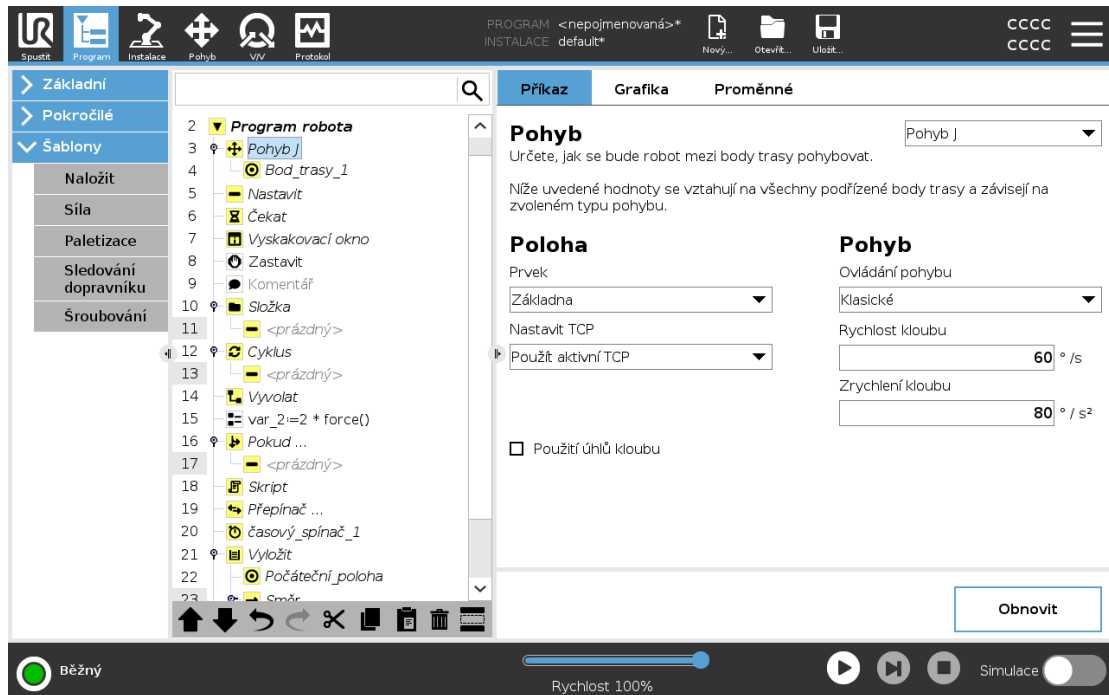 PROGRAM <nepojmenovaná>*
INSTALACE default*
Spustit
Program
Instalace
Pohyb
V/V
Protokol
Nový...
Otevřít...
Uložit...
CCCC
CCCC
Základní
Pokročilé
Šablony
Naložit
Síla
Paletizace
Sledování
dopravníku
Šroubování
2 Program robota
3 Pohyb J
4 Bod_trasy_1
5 Nastavit
6 Čekat
7 Vyskakovací okno
8 Zastavit
9 Komentář
10 Složka
11 <prázdný>
12 Cyklus
13 <prázdný>
14 Vyvolat
15 var_2:=2 * force()
16 Pokud ...
17 <prázdný>
18 Skript
19 Přepínač ...
20 časový_spínač_1
21 Vyložit
22 Počáteční_poloha
23 Směr
Příkaz
Grafika
Proměnné
Pohyb
Pohyb J
Určete, jak se bude robot mezi body trasy pohybovat.
Níže uvedené hodnoty se vztahují na všechny podřízené body trasy a závisejí na
zvoleném typu pohybu.
Poloha
Prvek
Základna
Nastavit TCP
Použít aktivní TCP
Použití úhlů kloubu
Pohyb
Ovládání pohybu
Klasické
Rychlost kloubu
60 ° /s
Zrychlení kloubu
80 ° / s²
Obnovit
Běžný
Rychlost 100%
Simulace